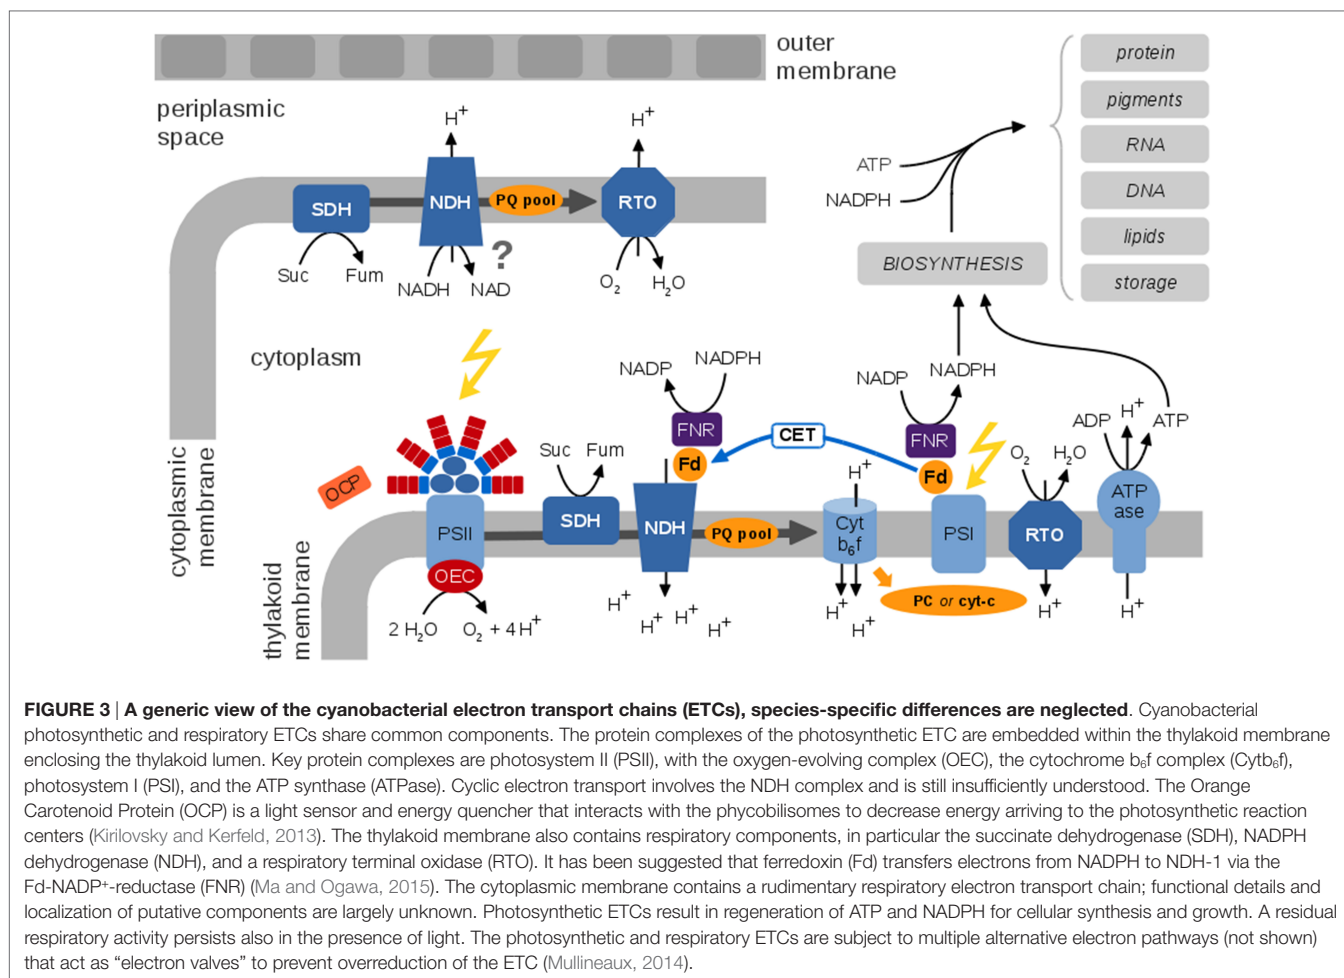 outer
membrane
periplasmic
space
H+
H+
SDH
NDH
PQ pool
RTO
?
Suc
Fum
NADH
NAD
O2
H2O
protein
pigments
RNA
DNA
lipids
storage
ATP
NADPH
BIOSYNTHESIS
cytoplasm
cytoplasmic
membrane
NADP
NADPH
FNR
Fd
CET
NADP
NADPH
FNR
Fd
ADP
H+
ATP
OCP
Suc
Fum
H+
O2
H2O
PSII
SDH
NDH
PQ pool
Cyt
b6f
PSI
RTO
ATP
ase
OEC
PC or cyt-c
2 H2O
O2 + 4H+
H+
H+
H+
H+
H+
H+
H+
H+
thylakoid
membrane
FIGURE 3 | A generic view of the cyanobacterial electron transport chains (ETCs), species-specific differences are neglected. Cyanobacterial
photosynthetic and respiratory ETCs share common components. The protein complexes of the photosynthetic ETC are embedded within the thylakoid membrane
enclosing the thylakoid lumen. Key protein complexes are photosystem II (PSII), with the oxygen-evolving complex (OEC), the cytochrome b6f complex (Cytb6f),
photosystem I (PSI), and the ATP synthase (ATPase). Cyclic electron transport involves the NDH complex and is still insufficiently understood. The Orange
Carotenoid Protein (OCP) is a light sensor and energy quencher that interacts with the phycobilisomes to decrease energy arriving to the photosynthetic reaction
centers (Kirilovsky and Kerfeld, 2013). The thylakoid membrane also contains respiratory components, in particular the succinate dehydrogenase (SDH), NADPH
dehydrogenase (NDH), and a respiratory terminal oxidase (RTO). It has been suggested that ferredoxin (Fd) transfers electrons from NADPH to NDH-1 via the
Fd-NADP+-reductase (FNR) (Ma and Ogawa, 2015). The cytoplasmic membrane contains a rudimentary respiratory electron transport chain; functional details and
localization of putative components are largely unknown. Photosynthetic ETCs result in regeneration of ATP and NADPH for cellular synthesis and growth. A residual
respiratory activity persists also in the presence of light. The photosynthetic and respiratory ETCs are subject to multiple alternative electron pathways (not shown)
that act as “electron valves” to prevent overreduction of the ETC (Mullineaux, 2014).